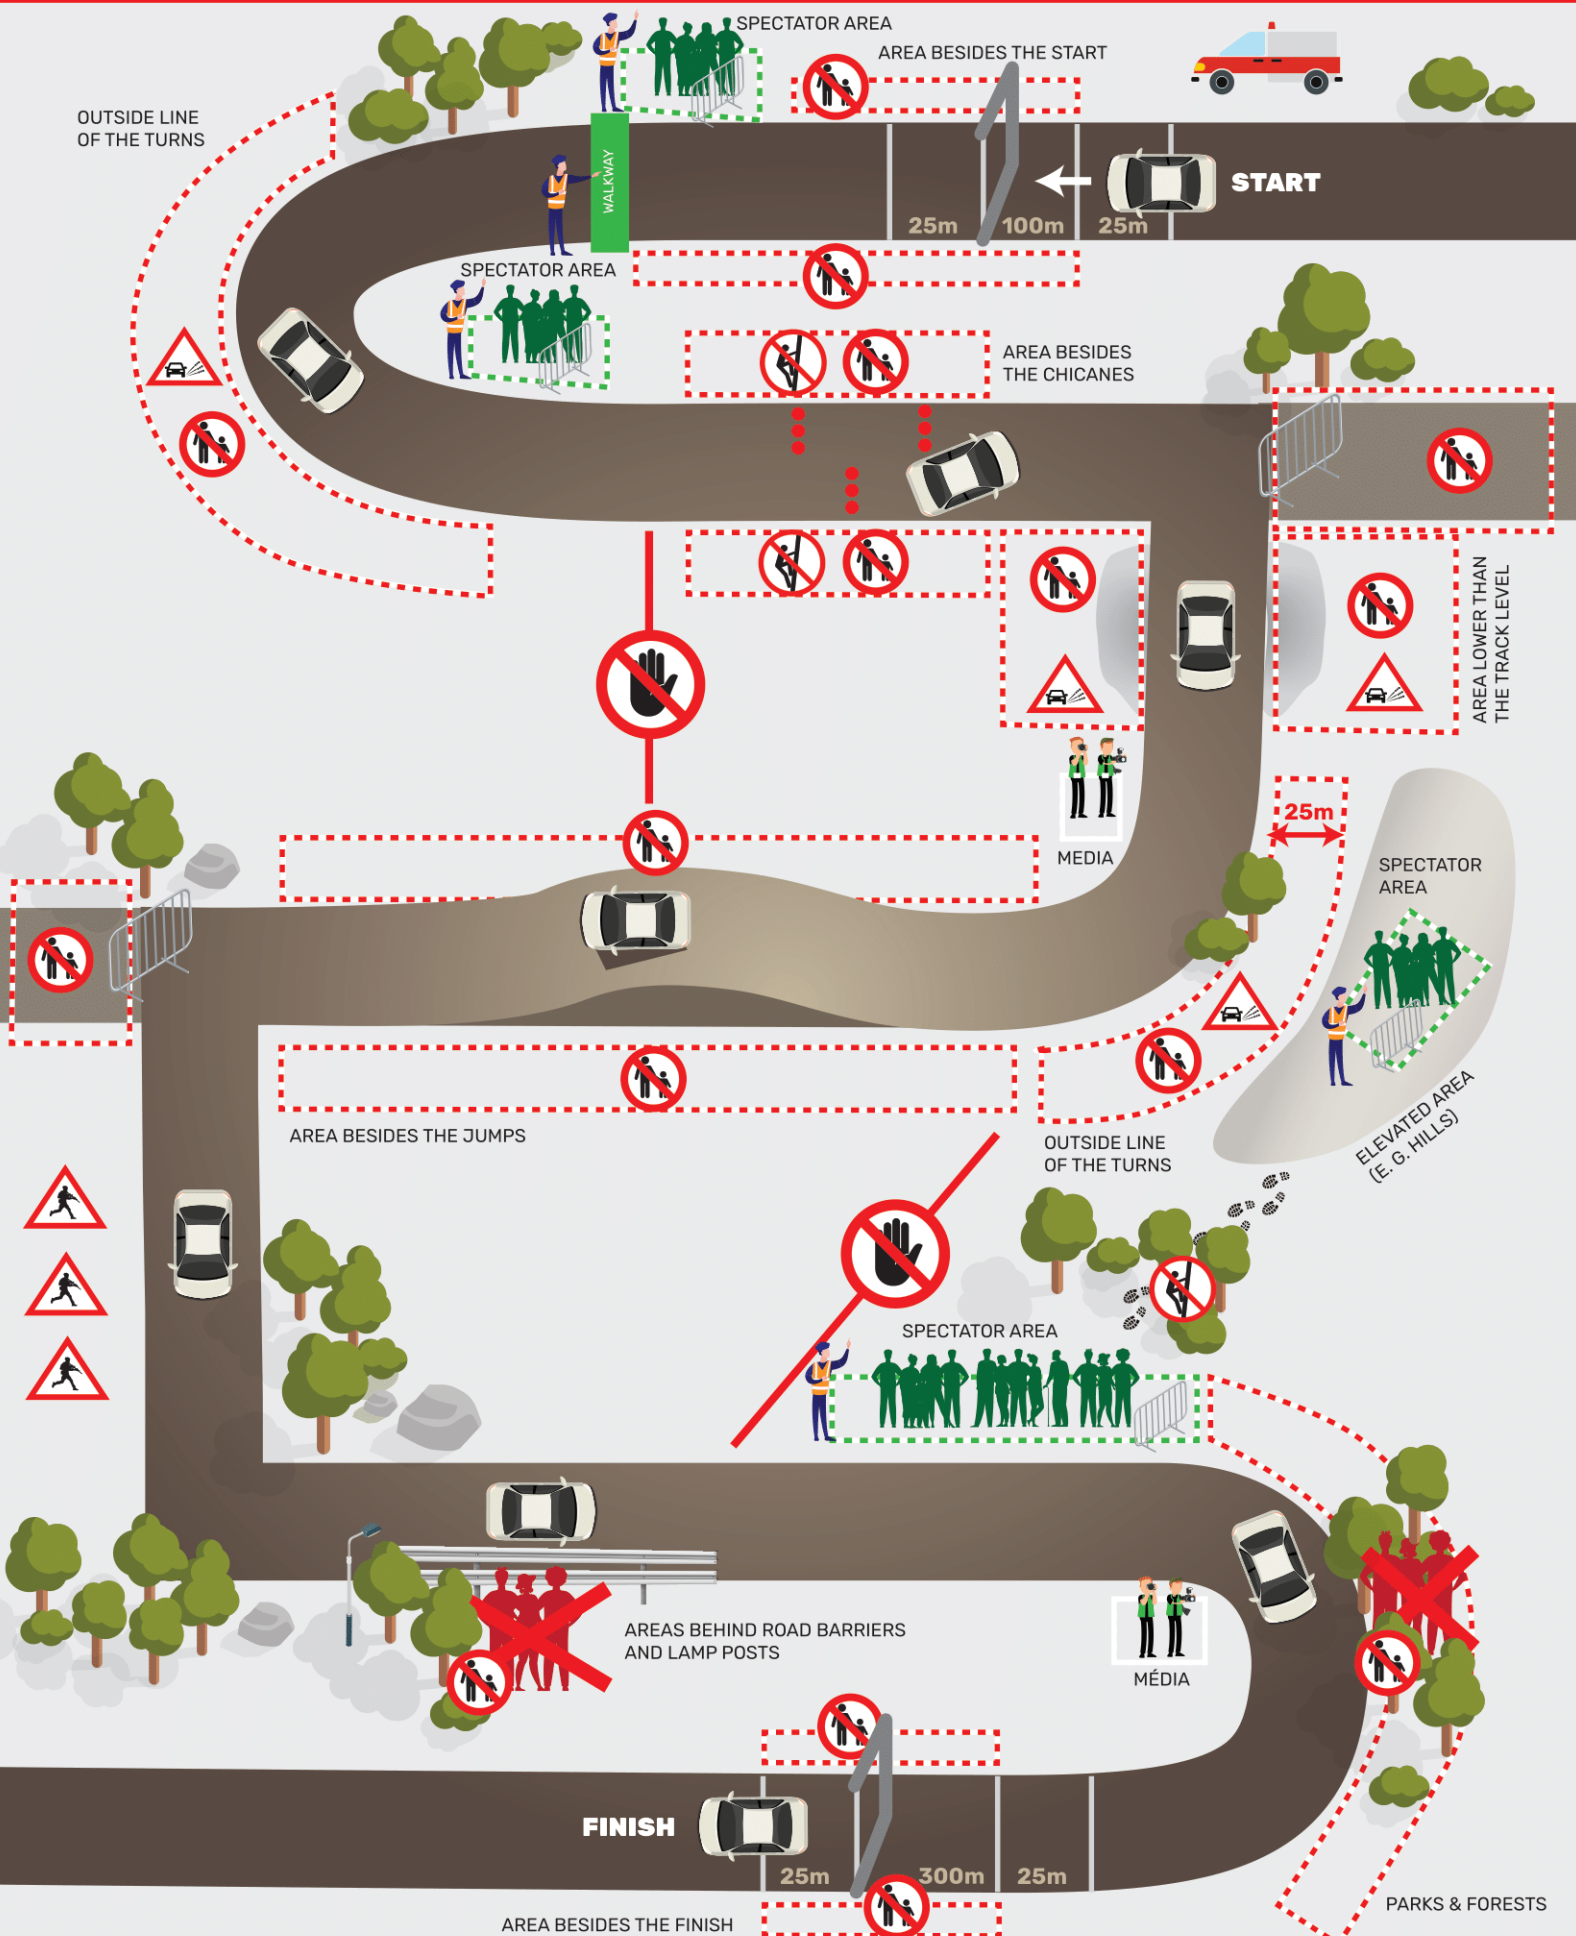 SPECTATOR AREA
AREA BESIDES THE START
OUTSIDE LINE
OF THE TURNS
WALKWAY
START
25m
100m
25m
SPECTATOR AREA
AREA BESIDES
THE CHICANES
AREA LOWER THAN
THE TRACK LEVEL
25m
MEDIA
SPECTATOR
AREA
ELEVATED AREA
(E. G. HILLS)
AREA BESIDES THE JUMPS
OUTSIDE LINE
OF THE TURNS
SPECTATOR AREA
AREAS BEHIND ROAD BARRIERS
AND LAMP POSTS
MÉDIA
FINISH
25m
300m
25m
PARKS & FORESTS
AREA BESIDES THE FINISH